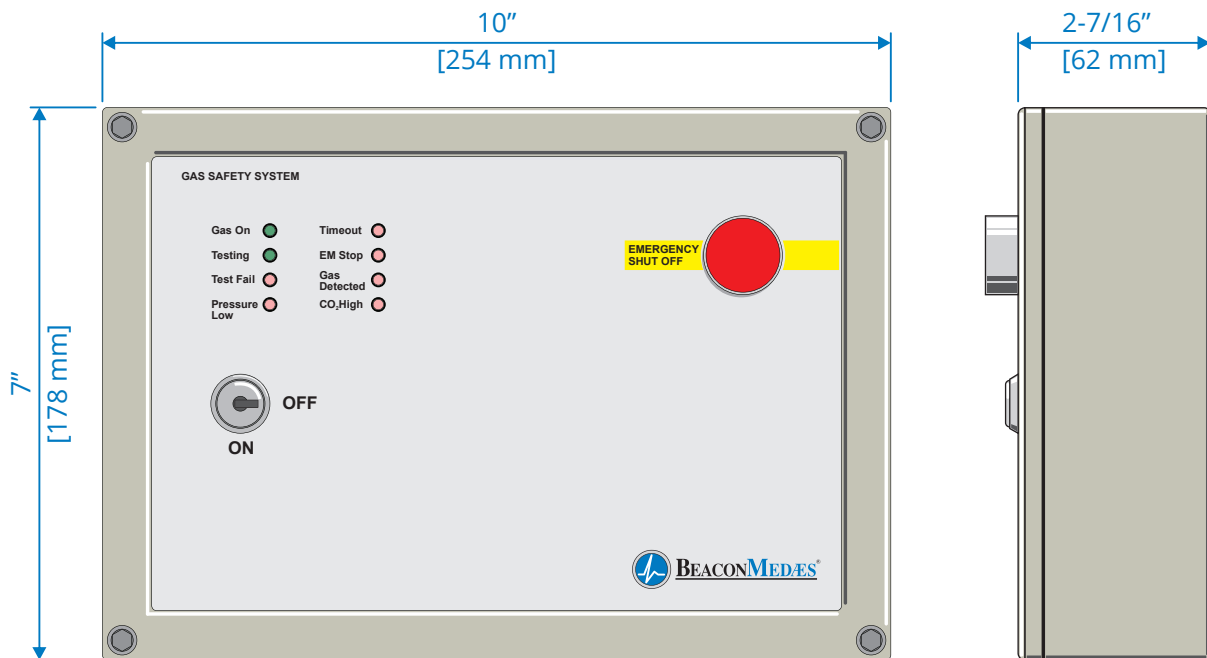 10”
[254 mm]
2-7/16”
[62 mm]
7”
[178 mm]
GAS SAFETY SYSTEM
Gas On
Timeout
Testing
EM Stop
Test Fail
Gas
Detected
Pressure
Low
CO₂High
EMERGENCY
SHUT OFF
OFF
ON
BEACONMEDÆS®